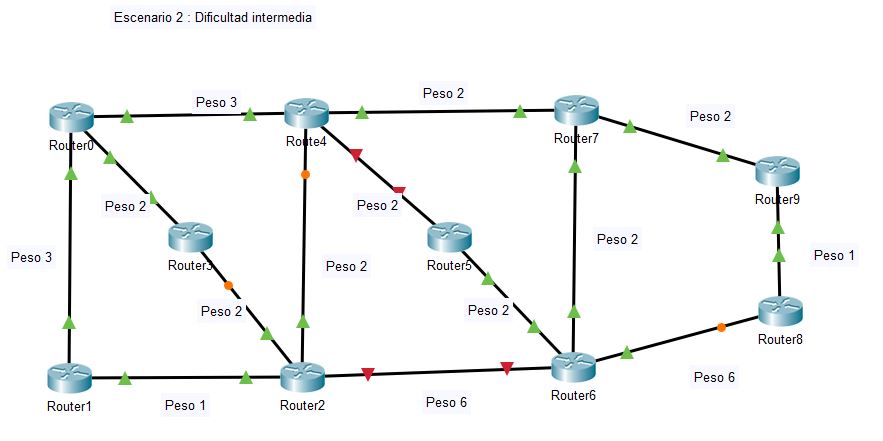 Escenario 2 : Dificultad intermedia
Peso 3
Peso 2
Peso 2
Router0
Route4
Router7
Router9
Peso 2
Peso 2
Peso 3
Router3
Router5
Peso 2
Peso 2
Peso 1
Peso 2
Peso 2
Router8
Router1
Router2
Router6
Peso 6
Peso 1
Peso 6